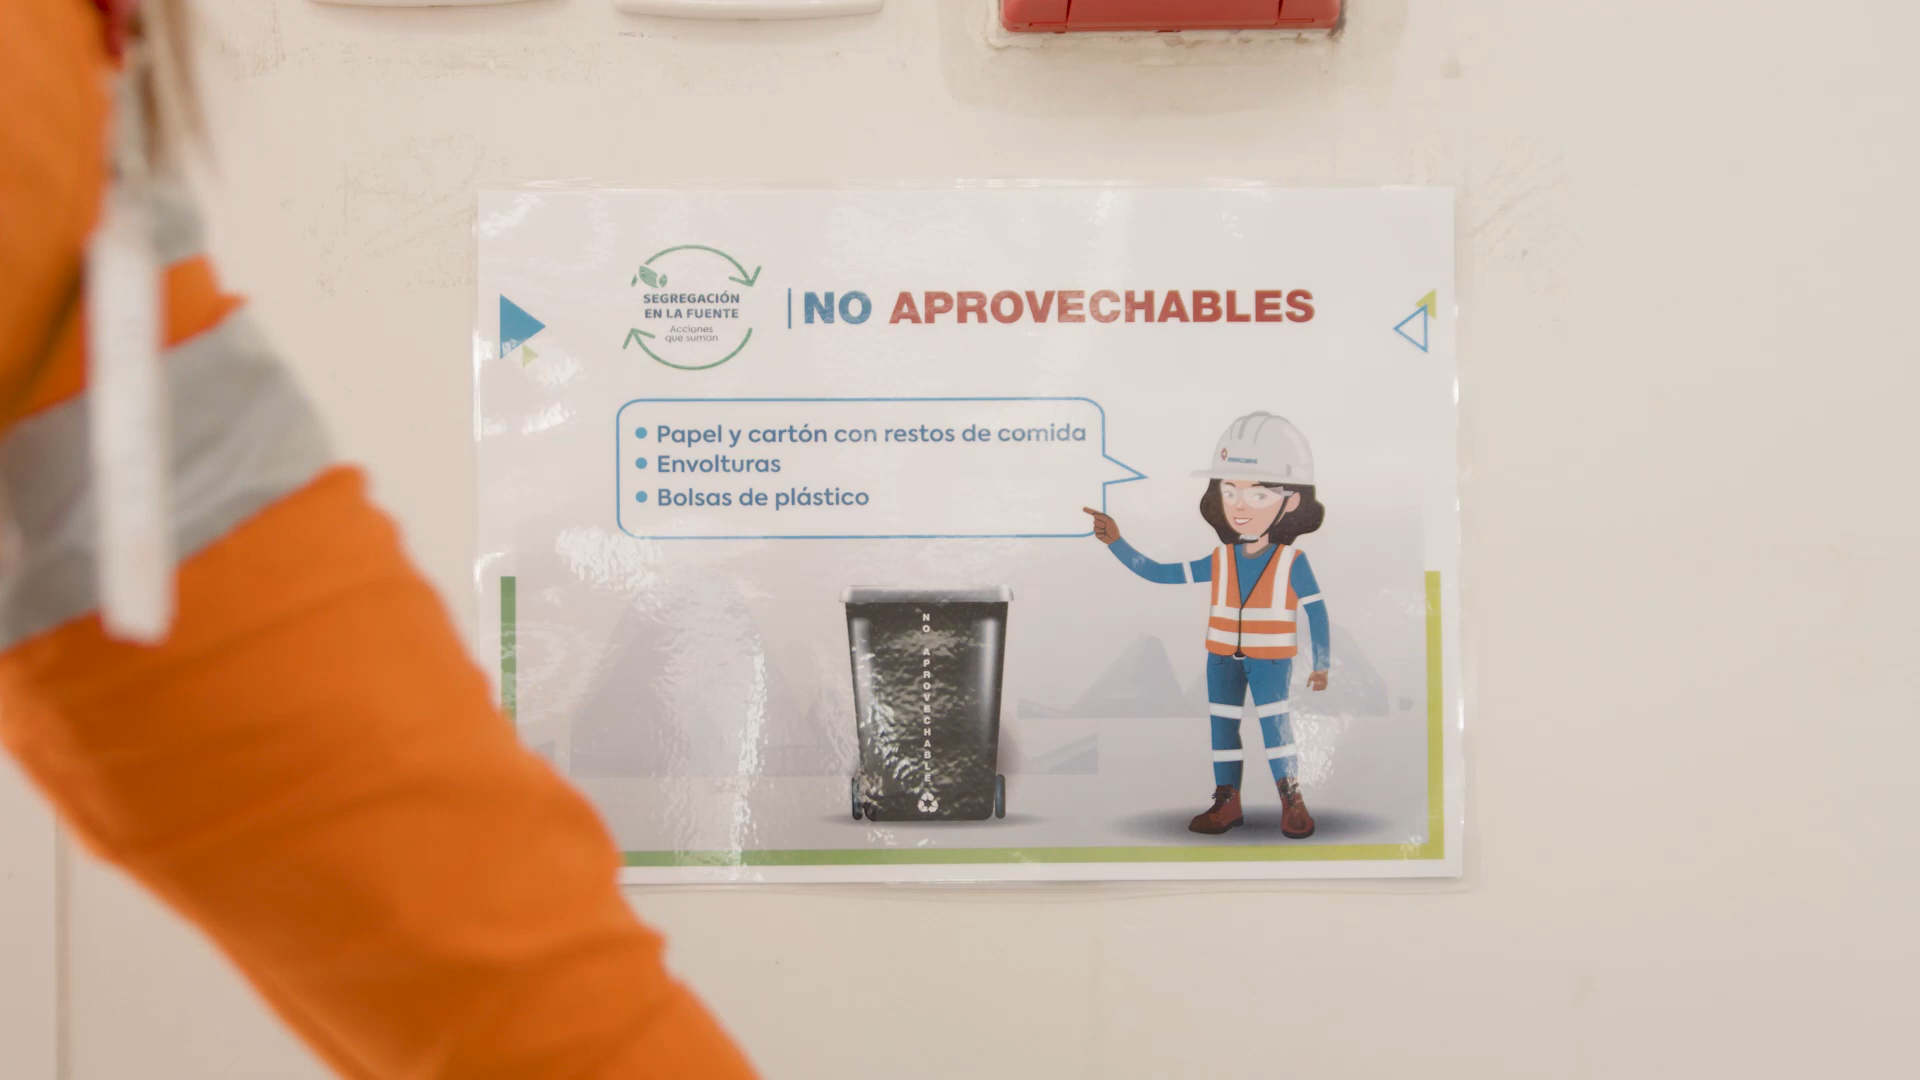 SEGREGACIÓN
EN LA FUENTE
Acciones
que suman
NO APROVECHABLES
Papel y cartón con restos de comida
Envolturas
Bolsas de plástico
NO APROVECHABLE